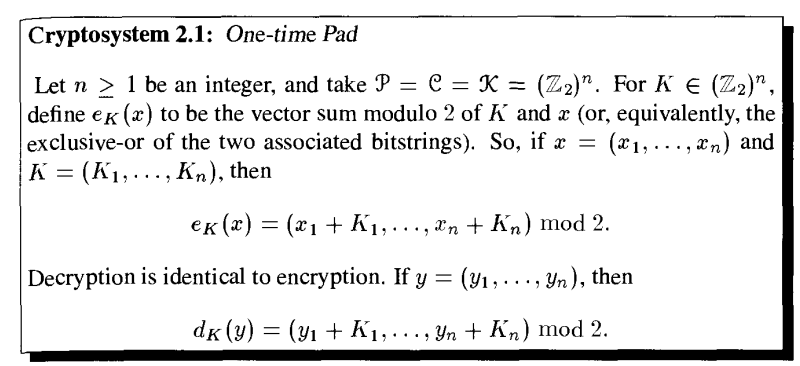 Cryptosystem 2.1: One-time Pad
Let n ≥ 1 be an integer, and take 𝒫 = 𝒞 = 𝒦 = (ℤ₂)ⁿ. For K ∈ (ℤ₂)ⁿ,
define e_K(x) to be the vector sum modulo 2 of K and x (or, equivalently, the
exclusive-or of the two associated bitstrings). So, if x = (x₁, . . . , xₙ) and
K = (K₁, . . . , Kₙ), then
e_K(x) = (x₁ + K₁, . . . , xₙ + Kₙ) mod 2.
Decryption is identical to encryption. If y = (y₁, . . . , yₙ), then
d_K(y) = (y₁ + K₁, . . . , yₙ + Kₙ) mod 2.